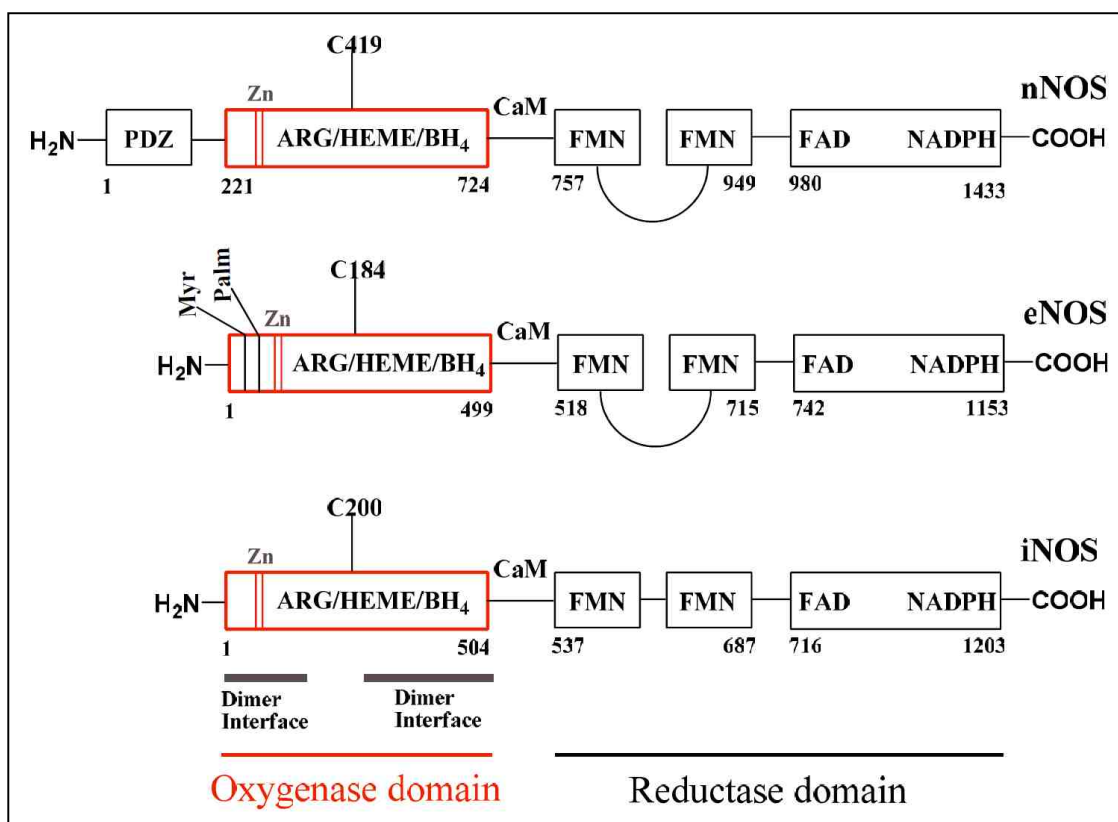 C419
nNOS
Zn
CaM
H₂N PDZ ARG/HEME/BH₄ FMN FMN FAD NADPH COOH
1 221 724 757 949 980 1433
Myr
Palm
C184
eNOS
Zn
CaM
H₂N ARG/HEME/BH₄ FMN FMN FAD NADPH COOH
1 499 518 715 742 1153
C200
iNOS
Zn
CaM
H₂N ARG/HEME/BH₄ FMN FMN FAD NADPH COOH
1 504 537 687 716 1203
Dimer
Interface
Dimer
Interface
Oxygenase domain
Reductase domain